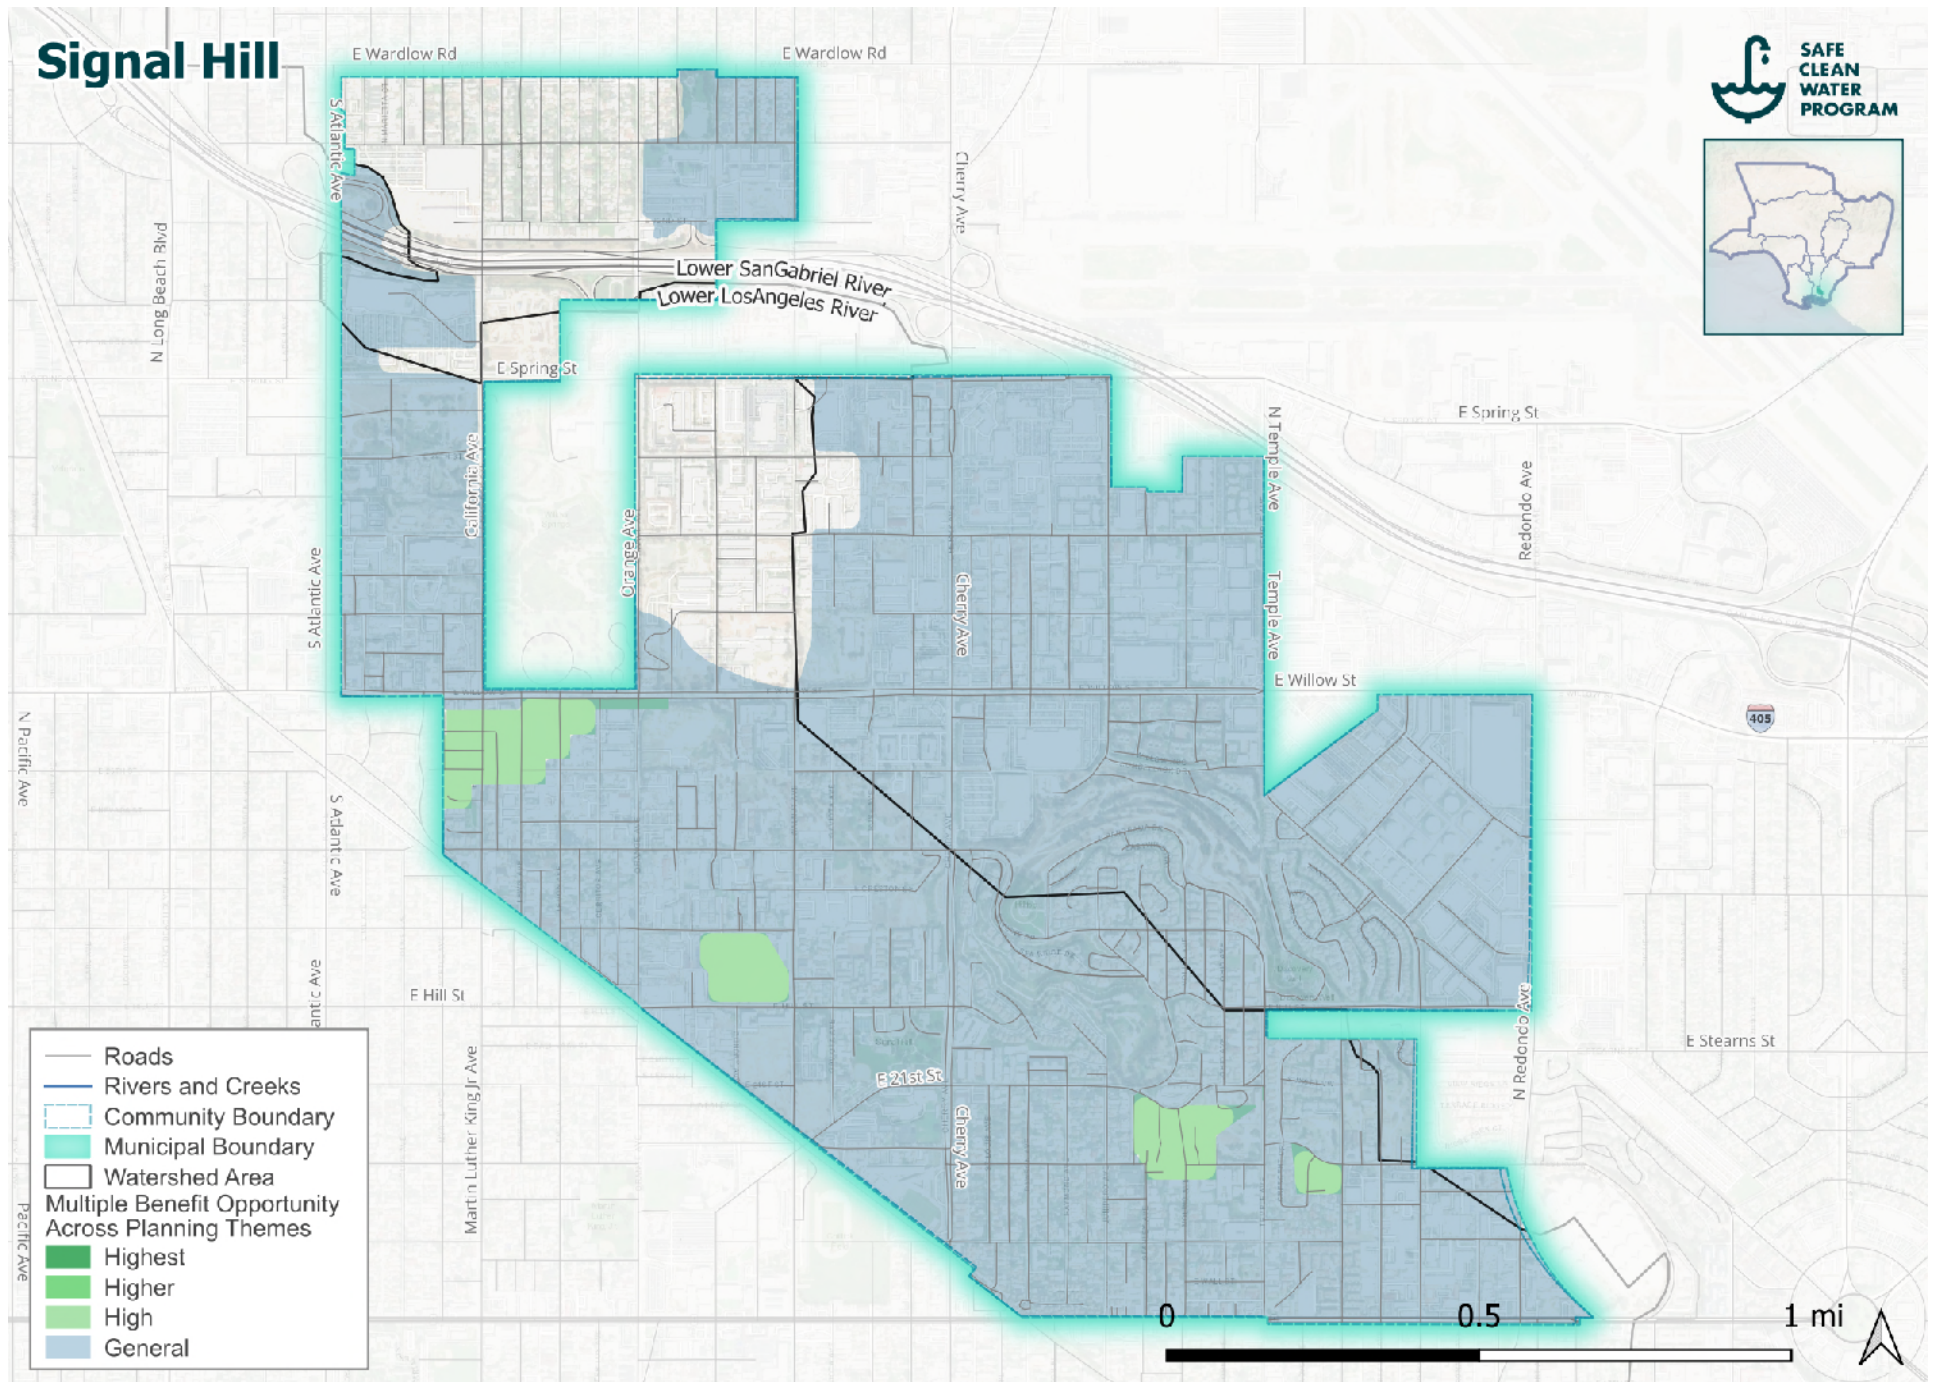 Signal Hill
E Wardlow Rd
E Wardlow Rd
SAFE
CLEAN
WATER
PROGRAM
S Atlantic Ave
Cherry Ave
N Long Beach Blvd
Lower SanGabriel River
Lower LosAngeles River
E Spring St
E Spring St
California Ave
Orange Ave
N Temple Ave
Redondo Ave
S Atlantic Ave
Cherry Ave
Temple Ave
E Willow St
405
N Pacific Ave
S Atlantic Ave
antic Ave
E Hill St
N Redondo Ave
E Stearns St
E 21st St
Martin Luther King Jr Ave
Cherry Ave
Pacific Ave
Roads
Rivers and Creeks
Community Boundary
Municipal Boundary
Watershed Area
Multiple Benefit Opportunity
Across Planning Themes
Highest
Higher
High
General
0 0.5 1 mi